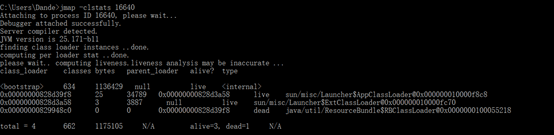 C:\Users\Dande>jmap -clstats 16640
Attaching to process ID 16640, please wait...
Debugger attached successfully.
Server compiler detected.
JVM version is 25.171-b11
finding class loader instances ..done.
computing per loader stat ..done.
please wait.. computing liveness.liveness analysis may be inaccurate ...
class_loader classes bytes parent_loader alive? type
<bootstrap> 634 1136429 null live <internal>
0x00000000828d39f8 25 34789 0x00000000828d3a58 live sun/misc/Launcher$AppClassLoader@0x000000010000f8c8
0x00000000828d3a58 3 3887 null live sun/misc/Launcher$ExtClassLoader@0x000000010000fc70
0x00000000829948c0 0 0 0x00000000828d39f8 dead java/util/ResourceBundle$RBClassLoader@0x0000000100055218
total = 4 662 1175105 N/A alive=3, dead=1 N/A